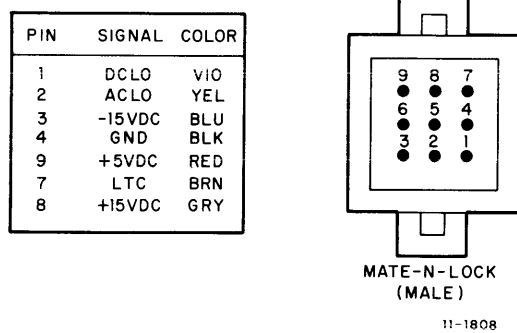 PIN SIGNAL COLOR
1 DCLO VIO
2 ACLO YEL
3 -15VDC BLU
4 GND BLK
9 +5VDC RED
7 LTC BRN
8 +15VDC GRY
9 8 7
6 5 4
3 2 1
MATE-N-LOCK
(MALE)
11-1808